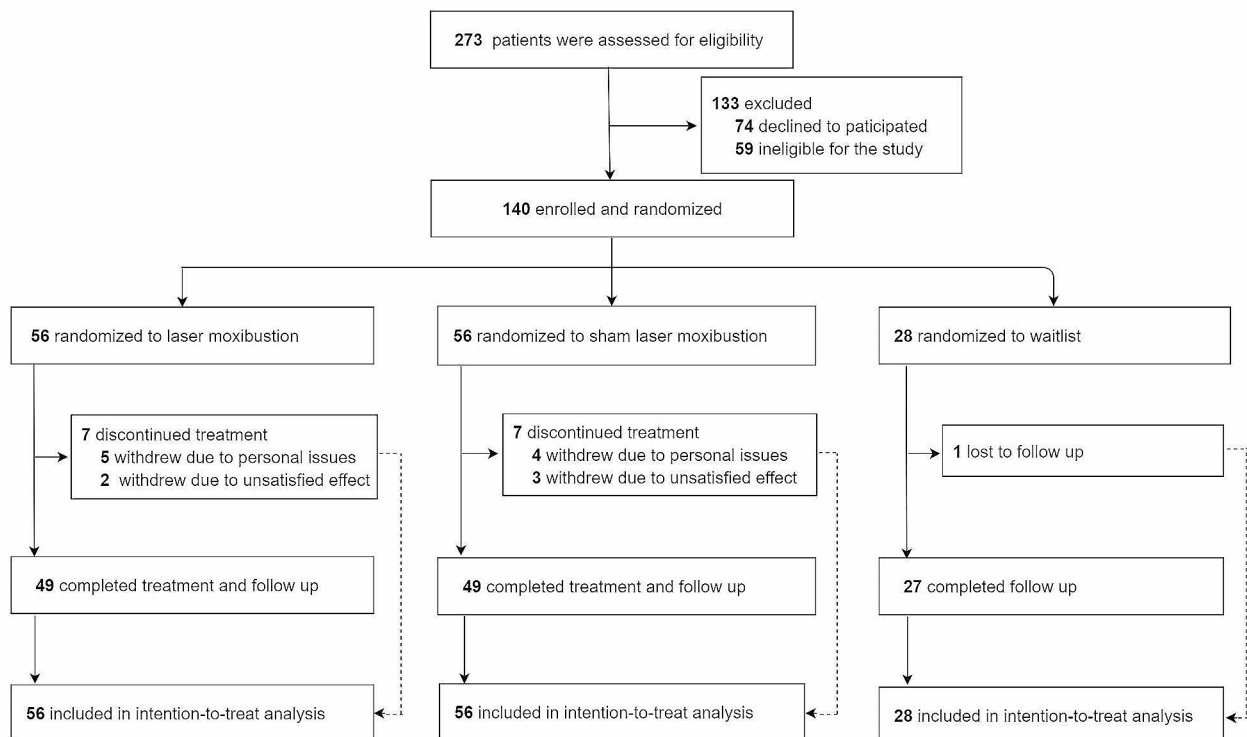 273 patients were assessed for eligibility
133 excluded
74 declined to paticipated
59 ineligible for the study
140 enrolled and randomized
56 randomized to laser moxibustion
56 randomized to sham laser moxibustion
28 randomized to waitlist
7 discontinued treatment
5 withdrew due to personal issues
2 withdrew due to unsatisfied effect
7 discontinued treatment
4 withdrew due to personal issues
3 withdrew due to unsatisfied effect
1 lost to follow up
49 completed treatment and follow up
49 completed treatment and follow up
27 completed follow up
56 included in intention-to-treat analysis
56 included in intention-to-treat analysis
28 included in intention-to-treat analysis